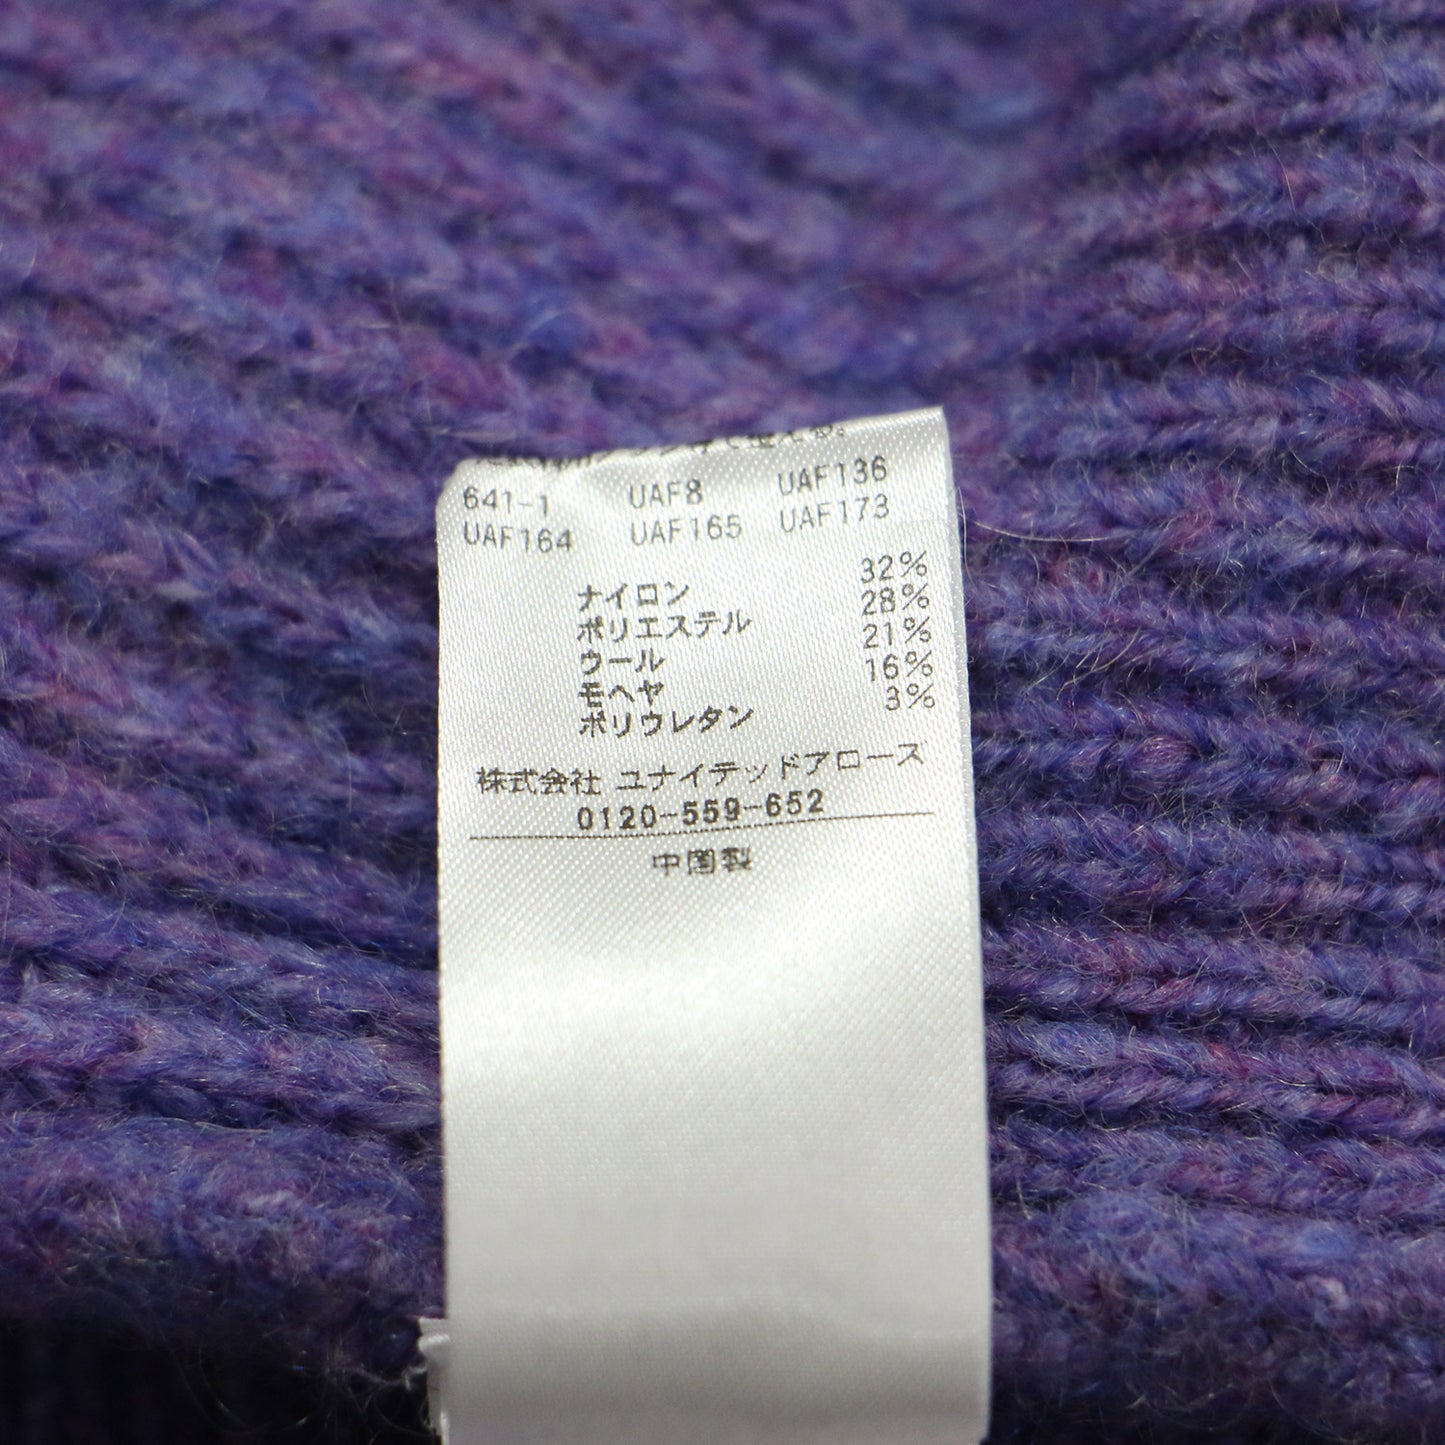 641-1 UAF8 UAF136
UAF164 UAF165 UAF173
ナイロン 32%
ポリエステル 28%
ウール 21%
モヘヤ 16%
ポリウレタン 3%
株式会社 ユナイテッドアローズ
0120-559-652
中国製